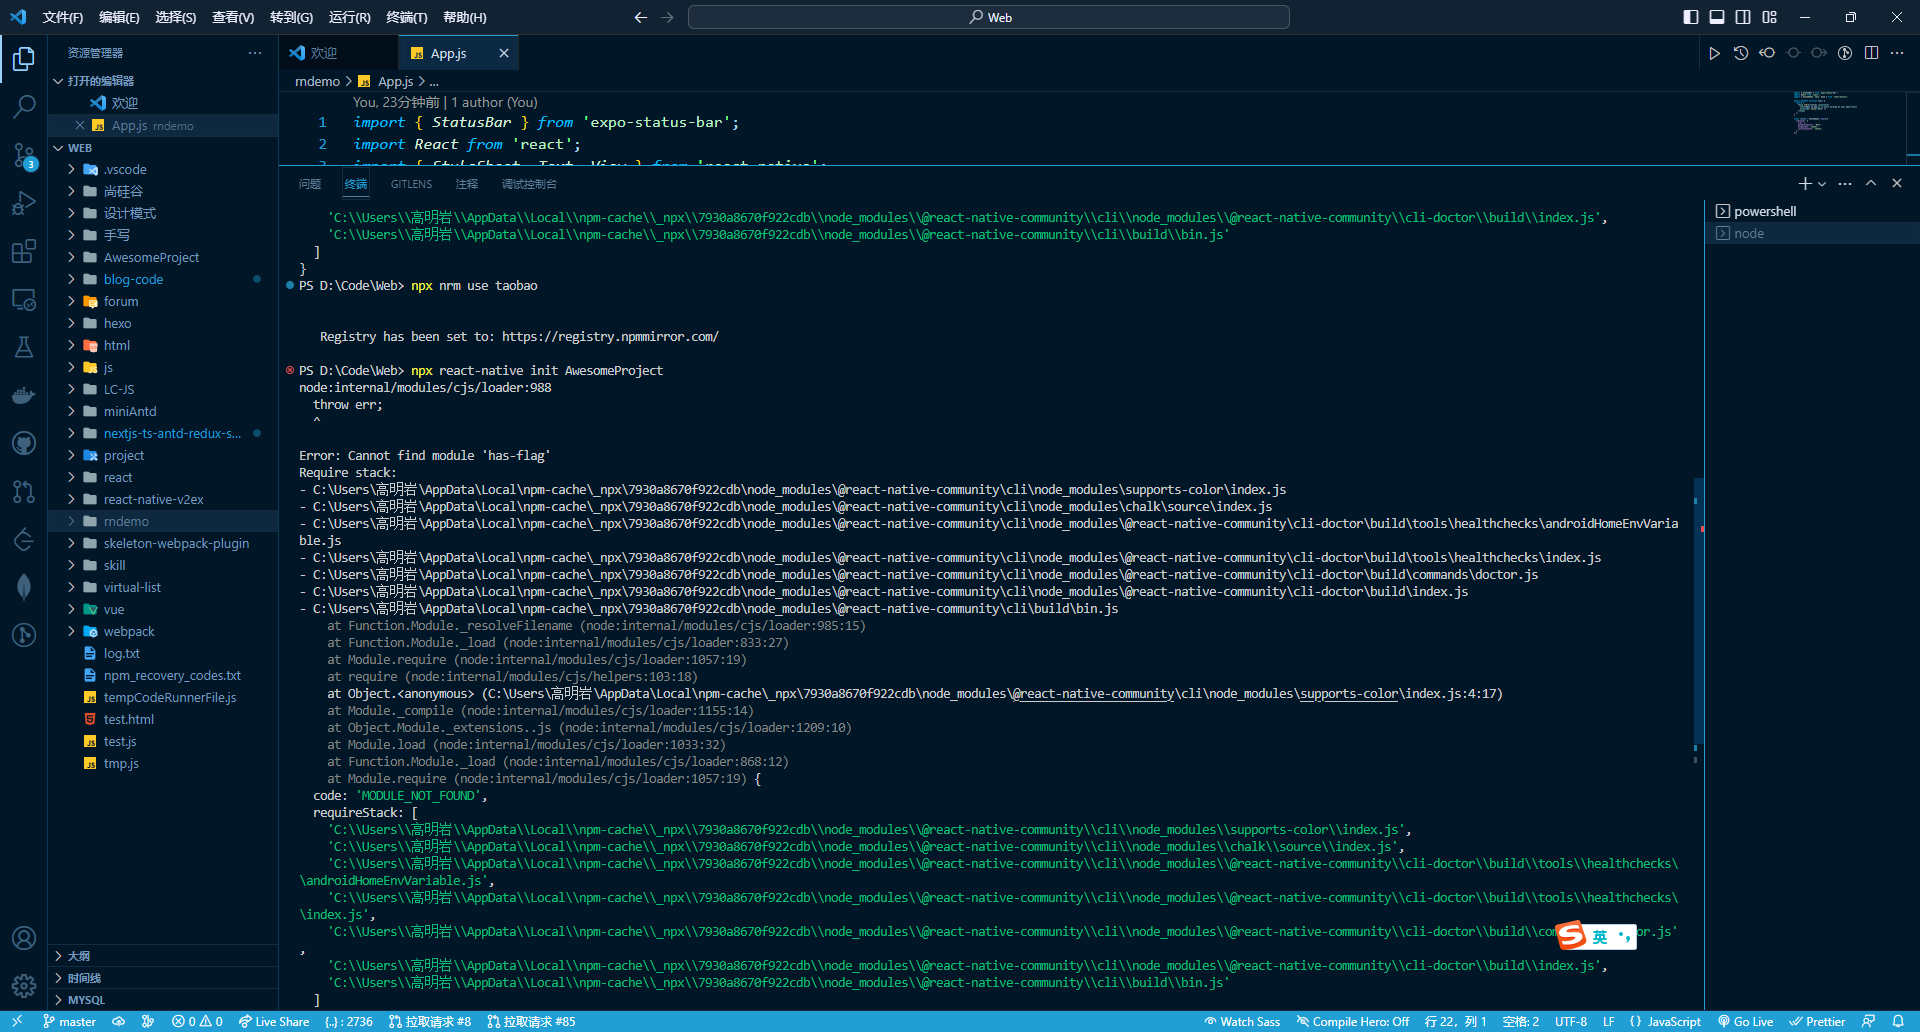 文件(F) 编辑(E) 选择(S) 查看(V) 转到(G) 运行(R) 终端(T) 帮助(H)
Web
资源管理器
打开的编辑器
欢迎
App.js rndemo
WEB
.vscode
尚硅谷
设计模式
手写
AwesomeProject
blog-code
forum
hexo
html
js
LC-JS
miniAntd
nextjs-ts-antd-redux-s...
project
react
react-native-v2ex
rndemo
skeleton-webpack-plugin
skill
virtual-list
vue
webpack
log.txt
npm_recovery_codes.txt
tempCodeRunnerFile.js
test.html
test.js
tmp.js
大纲
时间线
MYSQL
3
欢迎 App.js
rndemo > App.js > ...
You, 23分钟前 | 1 author (You)
1 import { StatusBar } from 'expo-status-bar';
2 import React from 'react';
3 import { StyleSheet, Text, View } from 'react-native';
问题 终端 GITLENS 注释 调试控制台
powershell
node
'C:\\Users\\高明岩\\AppData\\Local\\npm-cache\\_npx\\7930a8670f922cdb\\node_modules\\@react-native-community\\cli\\node_modules\\@react-native-community\\cli-doctor\\build\\index.js',
'C:\\Users\\高明岩\\AppData\\Local\\npm-cache\\_npx\\7930a8670f922cdb\\node_modules\\@react-native-community\\cli\\build\\bin.js'
]
}
PS D:\Code\Web> npx nrm use taobao
Registry has been set to: https://registry.npmmirror.com/
PS D:\Code\Web> npx react-native init AwesomeProject
node:internal/modules/cjs/loader:988
throw err;
^
Error: Cannot find module 'has-flag'
Require stack:
- C:\Users\高明岩\AppData\Local\npm-cache\_npx\7930a8670f922cdb\node_modules\@react-native-community\cli\node_modules\supports-color\index.js
- C:\Users\高明岩\AppData\Local\npm-cache\_npx\7930a8670f922cdb\node_modules\@react-native-community\cli\node_modules\chalk\source\index.js
- C:\Users\高明岩\AppData\Local\npm-cache\_npx\7930a8670f922cdb\node_modules\@react-native-community\cli\node_modules\@react-native-community\cli-doctor\build\tools\healthchecks\androidHomeEnvVaria
ble.js
- C:\Users\高明岩\AppData\Local\npm-cache\_npx\7930a8670f922cdb\node_modules\@react-native-community\cli\node_modules\@react-native-community\cli-doctor\build\tools\healthchecks\index.js
- C:\Users\高明岩\AppData\Local\npm-cache\_npx\7930a8670f922cdb\node_modules\@react-native-community\cli\node_modules\@react-native-community\cli-doctor\build\commands\doctor.js
- C:\Users\高明岩\AppData\Local\npm-cache\_npx\7930a8670f922cdb\node_modules\@react-native-community\cli\node_modules\@react-native-community\cli-doctor\build\index.js
- C:\Users\高明岩\AppData\Local\npm-cache\_npx\7930a8670f922cdb\node_modules\@react-native-community\cli\build\bin.js
at Function.Module._resolveFilename (node:internal/modules/cjs/loader:985:15)
at Function.Module._load (node:internal/modules/cjs/loader:833:27)
at Module.require (node:internal/modules/cjs/loader:1057:19)
at require (node:internal/modules/cjs/helpers:103:18)
at Object.<anonymous> (C:\Users\高明岩\AppData\Local\npm-cache\_npx\7930a8670f922cdb\node_modules\@react-native-community\cli\node_modules\supports-color\index.js:4:17)
at Module._compile (node:internal/modules/cjs/loader:1155:14)
at Object.Module._extensions..js (node:internal/modules/cjs/loader:1209:10)
at Module.load (node:internal/modules/cjs/loader:1033:32)
at Function.Module._load (node:internal/modules/cjs/loader:868:12)
at Module.require (node:internal/modules/cjs/loader:1057:19) {
code: 'MODULE_NOT_FOUND',
requireStack: [
'C:\\Users\\高明岩\\AppData\\Local\\npm-cache\\_npx\\7930a8670f922cdb\\node_modules\\@react-native-community\\cli\\node_modules\\supports-color\\index.js',
'C:\\Users\\高明岩\\AppData\\Local\\npm-cache\\_npx\\7930a8670f922cdb\\node_modules\\@react-native-community\\cli\\node_modules\\chalk\\source\\index.js',
'C:\\Users\\高明岩\\AppData\\Local\\npm-cache\\_npx\\7930a8670f922cdb\\node_modules\\@react-native-community\\cli\\node_modules\\@react-native-community\\cli-doctor\\build\\tools\\healthchecks\
\androidHomeEnvVariable.js',
'C:\\Users\\高明岩\\AppData\\Local\\npm-cache\\_npx\\7930a8670f922cdb\\node_modules\\@react-native-community\\cli\\node_modules\\@react-native-community\\cli-doctor\\build\\tools\\healthchecks\
\index.js',
'C:\\Users\\高明岩\\AppData\\Local\\npm-cache\\_npx\\7930a8670f922cdb\\node_modules\\@react-native-community\\cli\\node_modules\\@react-native-community\\cli-doctor\\build\\co or.js'
,
'C:\\Users\\高明岩\\AppData\\Local\\npm-cache\\_npx\\7930a8670f922cdb\\node_modules\\@react-native-community\\cli\\node_modules\\@react-native-community\\cli-doctor\\build\\index.js',
'C:\\Users\\高明岩\\AppData\\Local\\npm-cache\\_npx\\7930a8670f922cdb\\node_modules\\@react-native-community\\cli\\build\\bin.js'
]
S 英
master 0 0 Live Share {..} : 2736 拉取请求 #8 拉取请求 #85 Watch Sass Compile Hero: Off 行 22，列 1 空格: 2 UTF-8 LF {} JavaScript Go Live Prettier